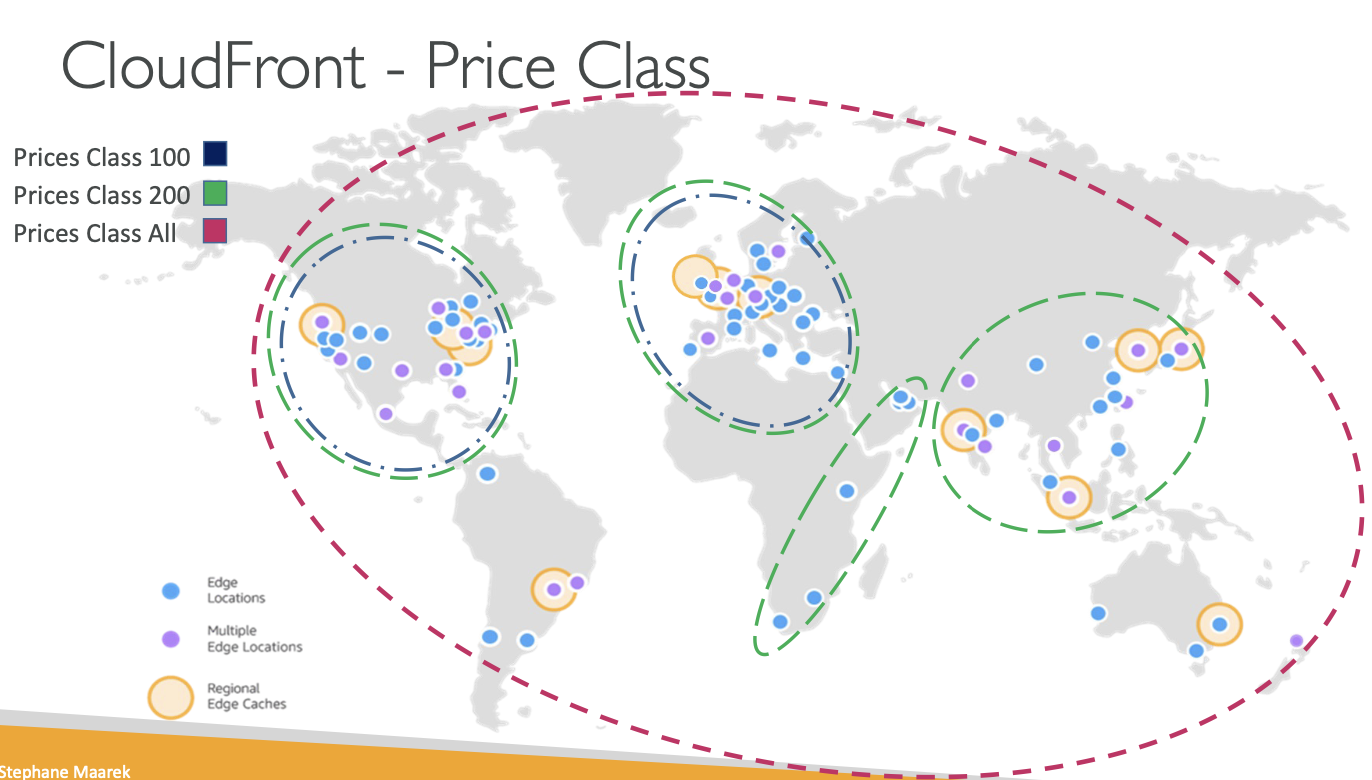 CloudFront - Price Class
Prices Class 100
Prices Class 200
Prices Class All
Edge
Locations
Multiple
Edge Locations
Regional
Edge Caches
Stephane Maarek